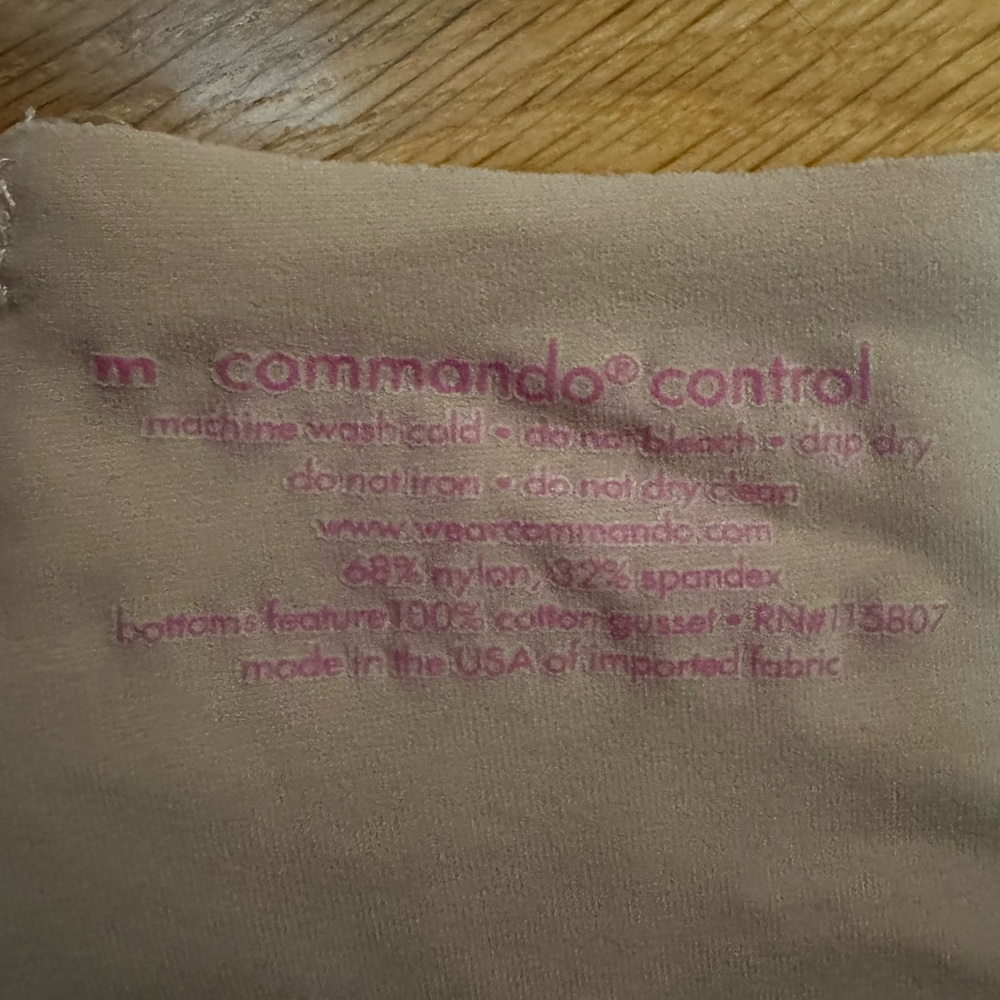 m commando® control
machine wash cold • do not bleach • drip dry
do not iron • do not dry clean
www.wearcommando.com
68% nylon, 32% spandex
bottoms feature 100% cotton gusset • RN# 115807
made in the USA of imported fabric